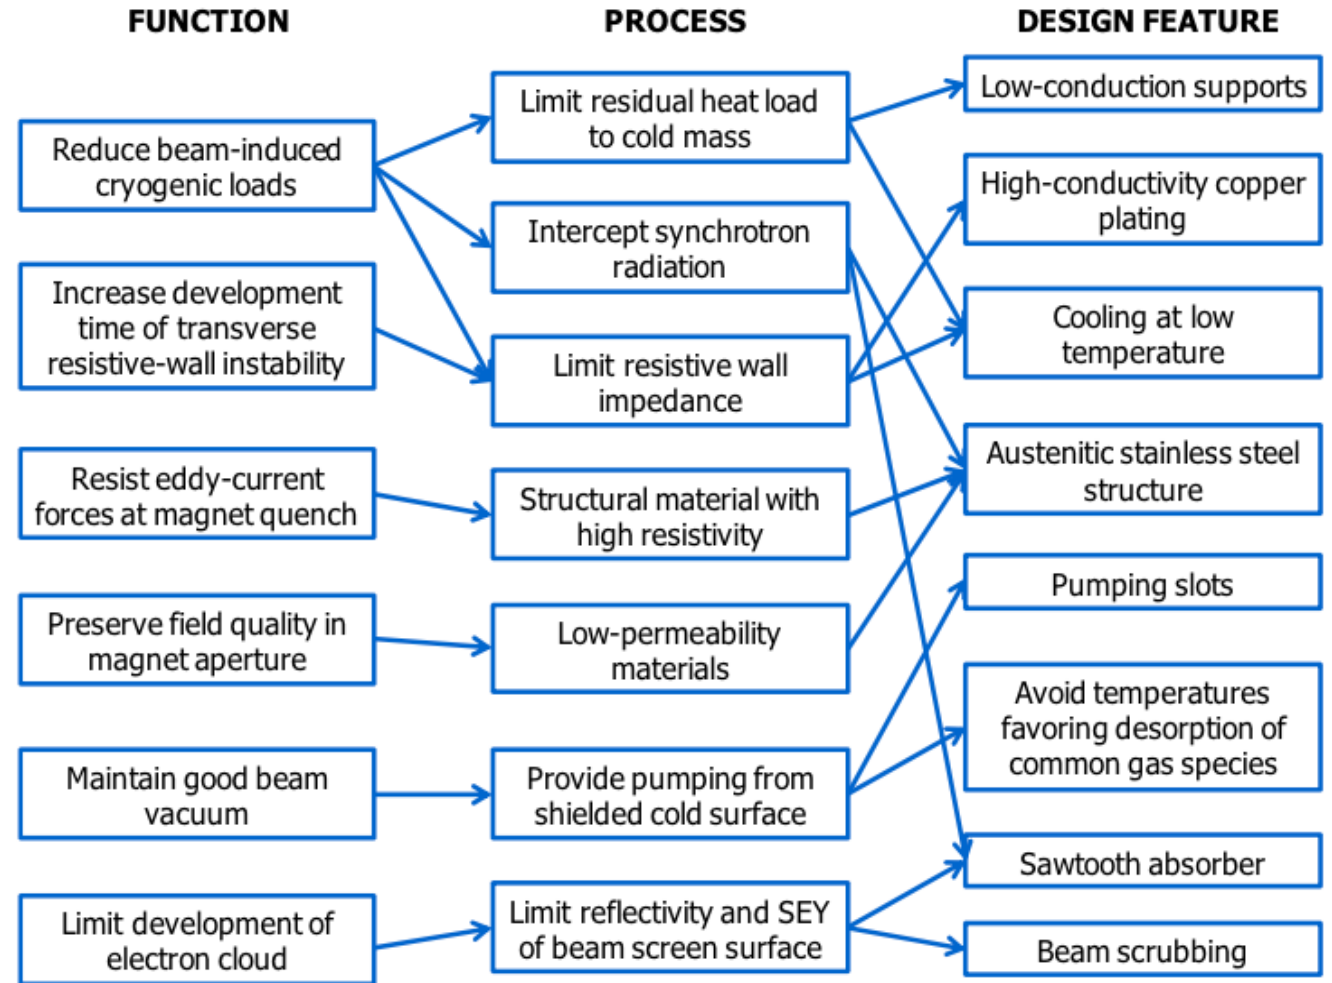 FUNCTION
PROCESS
DESIGN FEATURE
Reduce beam-induced
cryogenic loads
Increase development
time of transverse
resistive-wall instability
Resist eddy-current
forces at magnet quench
Preserve field quality in
magnet aperture
Maintain good beam
vacuum
Limit development of
electron cloud
Limit residual heat load
to cold mass
Intercept synchrotron
radiation
Limit resistive wall
impedance
Structural material with
high resistivity
Low-permeability
materials
Provide pumping from
shielded cold surface
Limit reflectivity and SEY
of beam screen surface
Low-conduction supports
High-conductivity copper
plating
Cooling at low
temperature
Austenitic stainless steel
structure
Pumping slots
Avoid temperatures
favoring desorption of
common gas species
Sawtooth absorber
Beam scrubbing